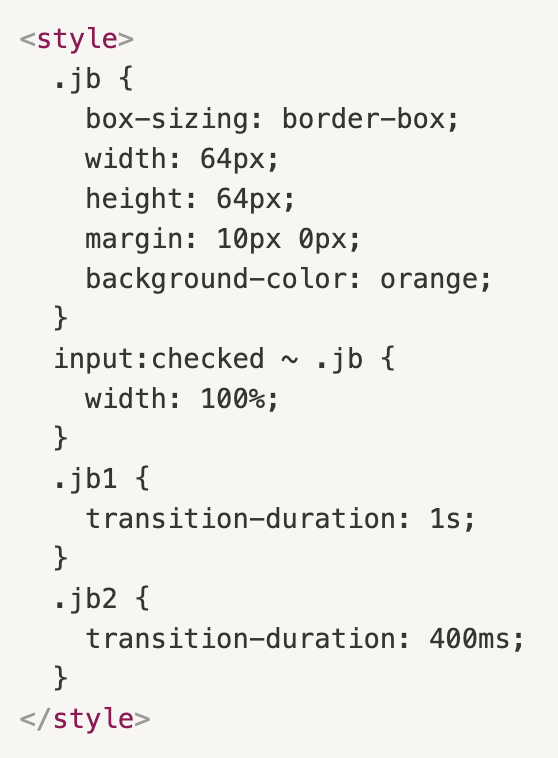 <style>
  .jb {
    box-sizing: border-box;
    width: 64px;
    height: 64px;
    margin: 10px 0px;
    background-color: orange;
  }
  input:checked ~ .jb {
    width: 100%;
  }
  .jb1 {
    transition-duration: 1s;
  }
  .jb2 {
    transition-duration: 400ms;
  }
</style>